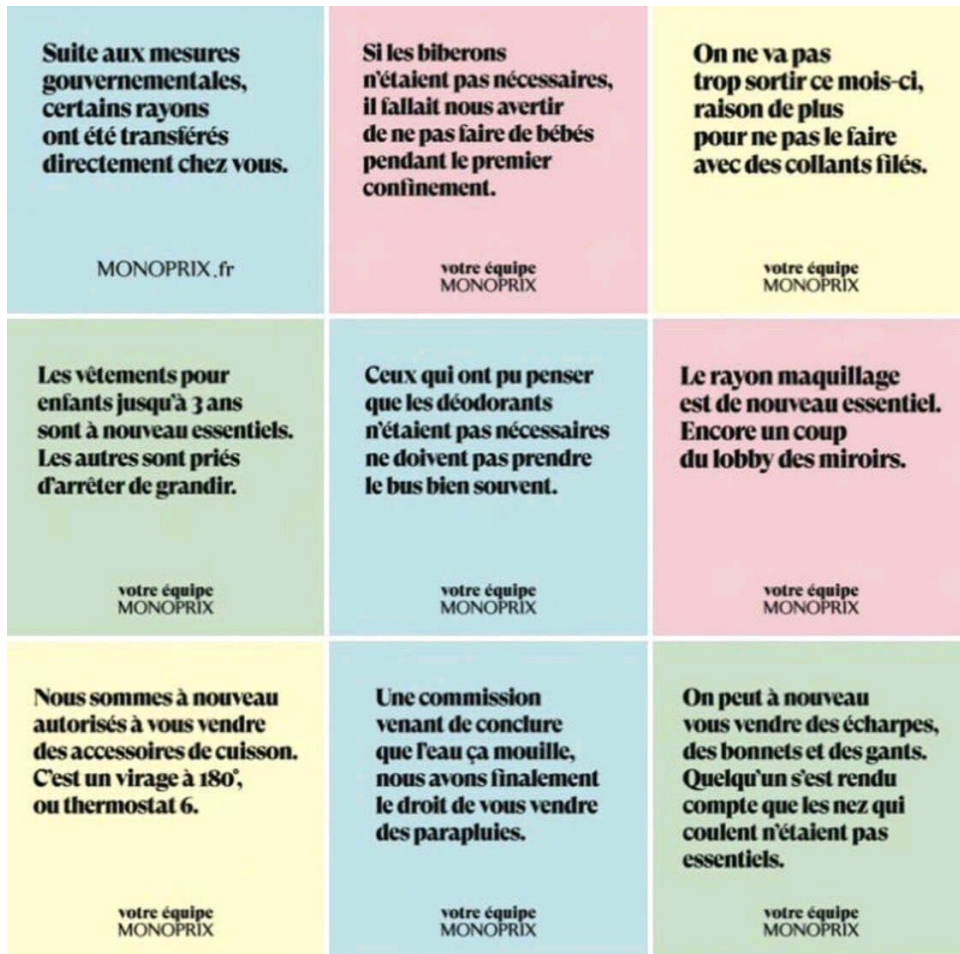 Suite aux mesures
gouvernementales,
certains rayons
ont été transférés
directement chez vous.
MONOPRIX.fr
Si les biberons
n'étaient pas nécessaires,
il fallait nous avertir
de ne pas faire de bébés
pendant le premier
confinement.
votre équipe
MONOPRIX
On ne va pas
trop sortir ce mois-ci,
raison de plus
pour ne pas le faire
avec des collants filés.
votre équipe
MONOPRIX
Les vêtements pour
enfants jusqu'à 3 ans
sont à nouveau essentiels.
Les autres sont priés
d'arrêter de grandir.
votre équipe
MONOPRIX
Ceux qui ont pu penser
que les déodorants
n'étaient pas nécessaires
ne doivent pas prendre
le bus bien souvent.
votre équipe
MONOPRIX
Le rayon maquillage
est de nouveau essentiel.
Encore un coup
du lobby des miroirs.
votre équipe
MONOPRIX
Nous sommes à nouveau
autorisés à vous vendre
des accessoires de cuisson.
C'est un virage à 180°,
ou thermostat 6.
votre équipe
MONOPRIX
Une commission
venant de conclure
que l'eau ça mouille,
nous avons finalement
le droit de vous vendre
des parapluies.
votre équipe
MONOPRIX
On peut à nouveau
vous vendre des écharpes,
des bonnets et des gants.
Quelqu'un s'est rendu
compte que les nez qui
coulent n'étaient pas
essentiels.
votre équipe
MONOPRIX